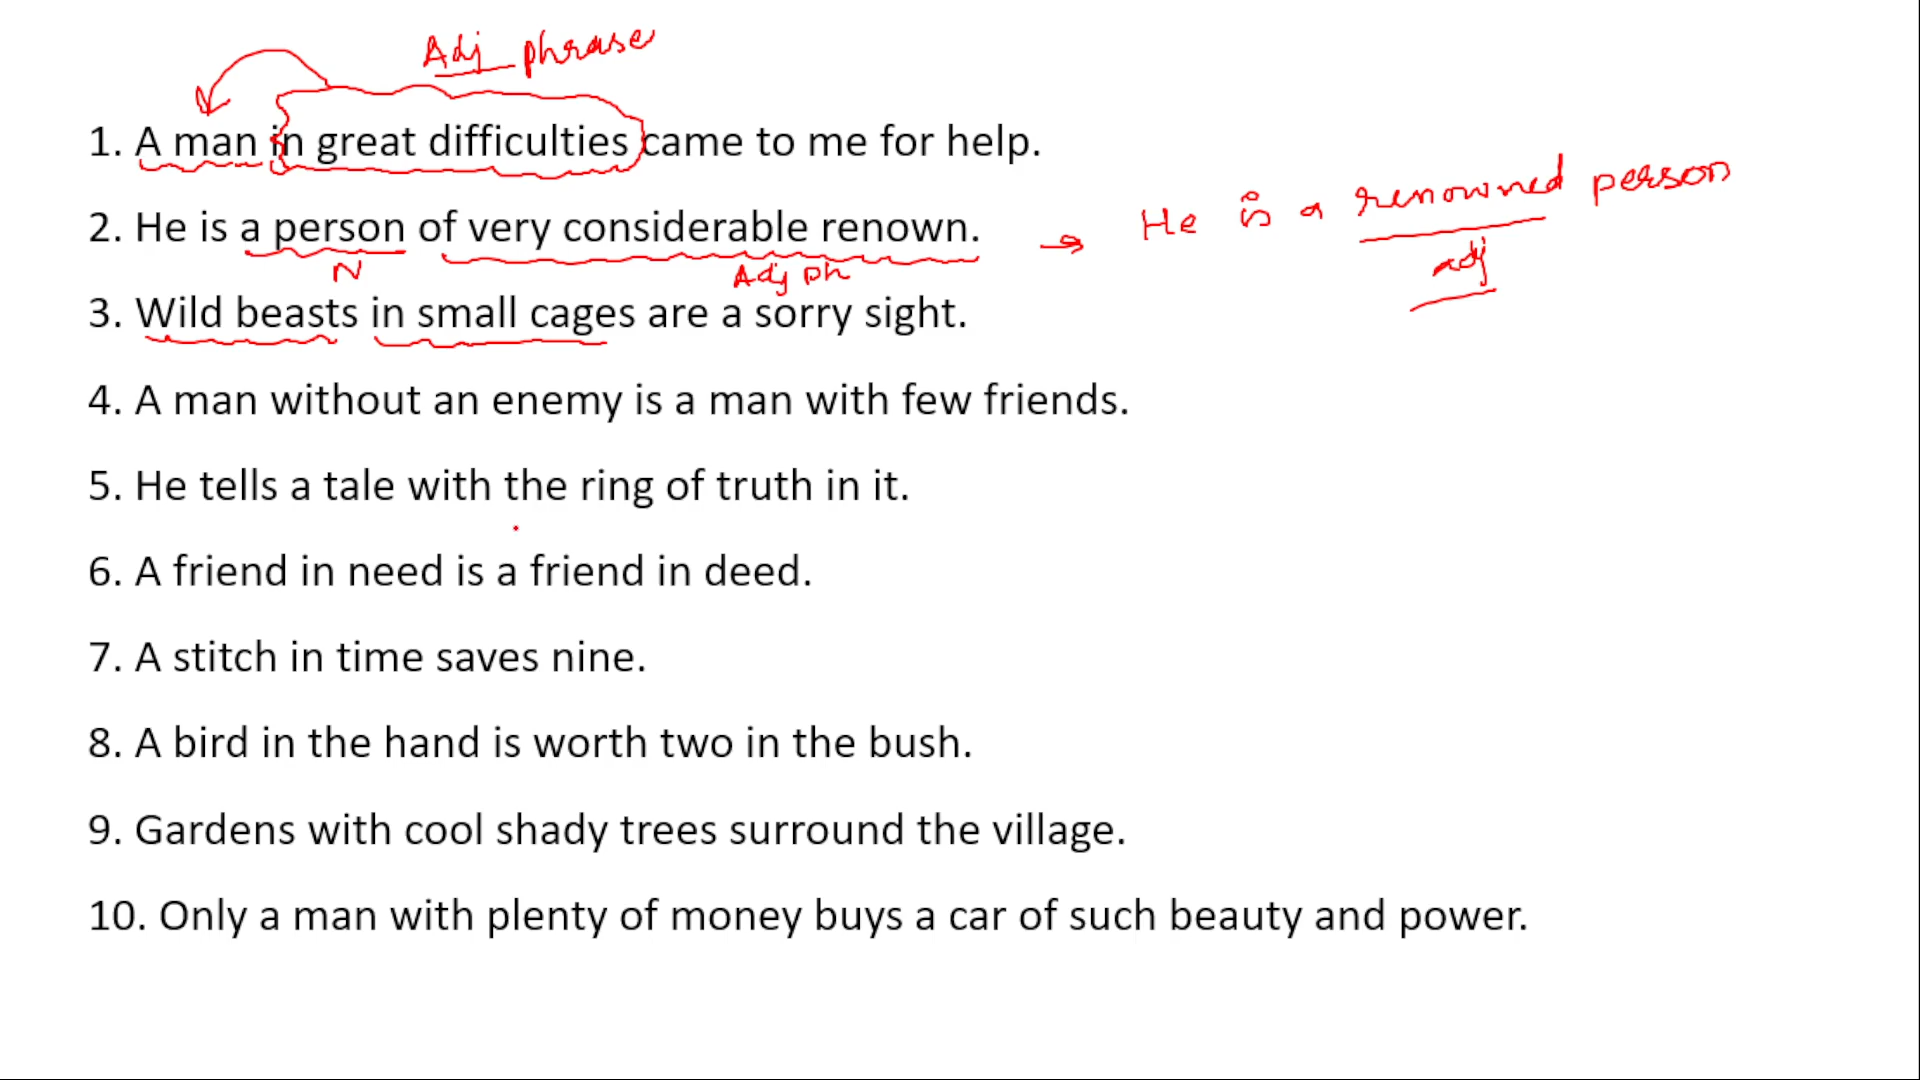 Adj phrase
1. A man in great difficulties came to me for help.
2. He is a person of very considerable renown. → He is a renowned person
N
Adj Ph
adj
3. Wild beasts in small cages are a sorry sight.
4. A man without an enemy is a man with few friends.
5. He tells a tale with the ring of truth in it.
6. A friend in need is a friend in deed.
7. A stitch in time saves nine.
8. A bird in the hand is worth two in the bush.
9. Gardens with cool shady trees surround the village.
10. Only a man with plenty of money buys a car of such beauty and power.